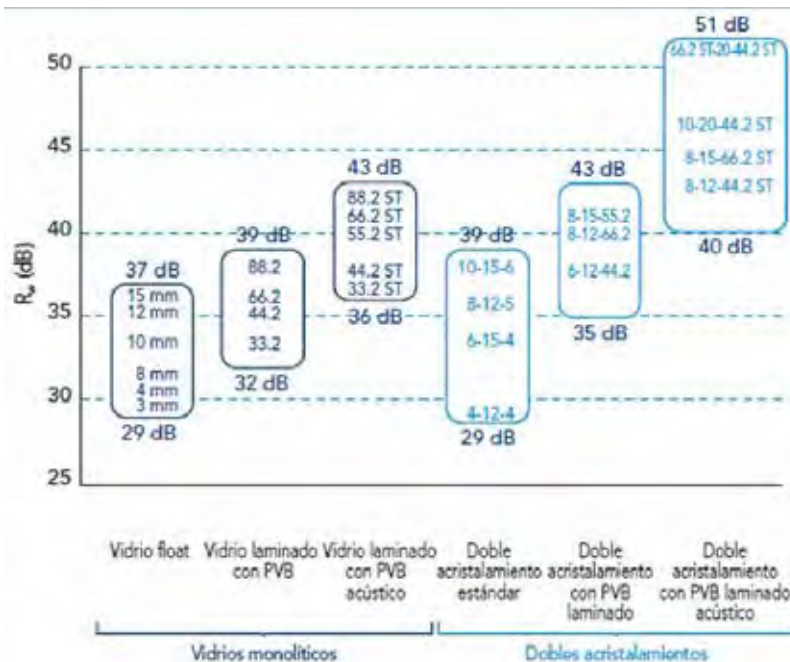 R_w (dB)
50
45
40
35
30
25
37 dB
15 mm
12 mm
10 mm
8 mm
4 mm
3 mm
29 dB
39 dB
88.2
66.2
44.2
33.2
32 dB
43 dB
88.2 ST
66.2 ST
55.2 ST
44.2 ST
33.2 ST
36 dB
39 dB
10-15-6
8-12-5
6-15-4
4-12-4
29 dB
43 dB
8-15-55.2
8-12-66.2
6-12-44.2
35 dB
51 dB
66.2 ST-20-44.2 ST
10-20-44.2 ST
8-15-66.2 ST
8-12-44.2 ST
40 dB
Vidrio float
Vidrio laminado
con PVB
Vidrio laminado
con PVB
acústico
Doble
acristalamiento
estándar
Doble
acristalamiento
con PVB
laminado
Doble
acristalamiento
con PVB laminado
acústico
Vidrios monolíticos
Dobles acristalamientos